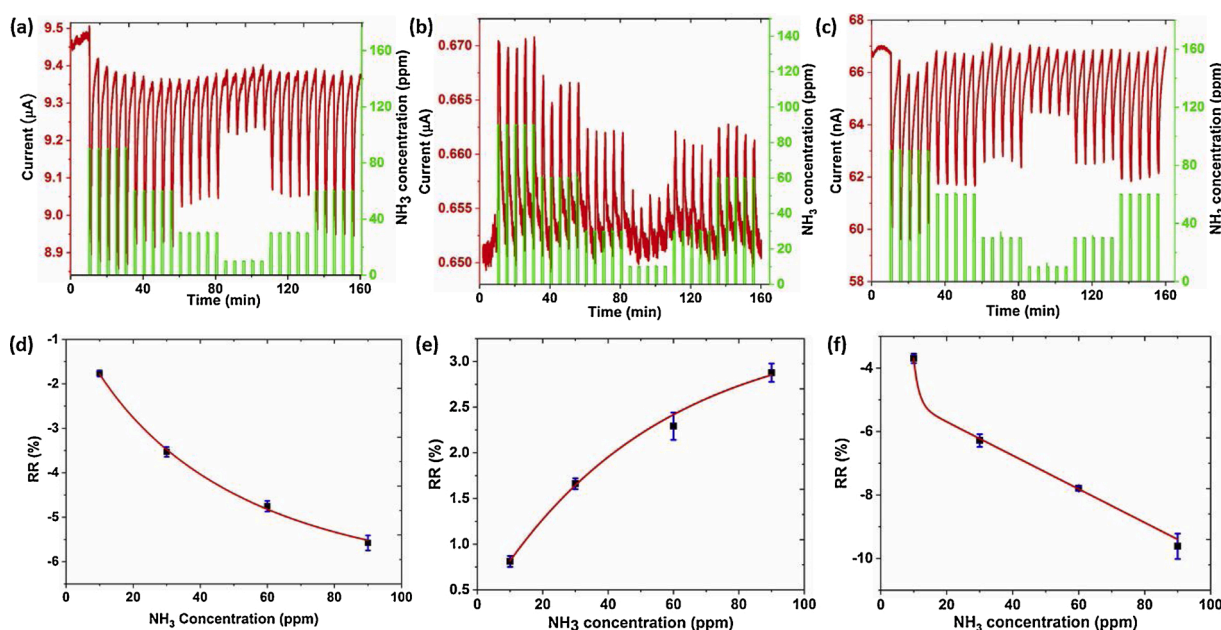 (a)
9.5
9.4
9.3
9.2
9.1
9.0
8.9
Current (μA)
160
120
80
40
0
NH3 concentration (ppm)
0 40 80 120 160
Time (min)
(b)
0.670
0.665
0.660
0.655
0.650
Current (μA)
140
120
100
80
60
40
20
0
NH3 concentration (ppm)
0 40 80 120 160
Time (min)
(c)
68
66
64
62
60
58
Current (nA)
160
120
80
40
0
NH3 concentration (ppm)
0 40 80 120 160
Time (min)
(d)
-1
-2
-3
-4
-5
-6
RR (%)
0 20 40 60 80 100
NH3 Concentration (ppm)
(e)
3.0
2.5
2.0
1.5
1.0
0.5
RR (%)
0 20 40 60 80 100
NH3 concentration (ppm)
(f)
-4
-6
-8
-10
RR (%)
0 20 40 60 80 100
NH3 concentration (ppm)